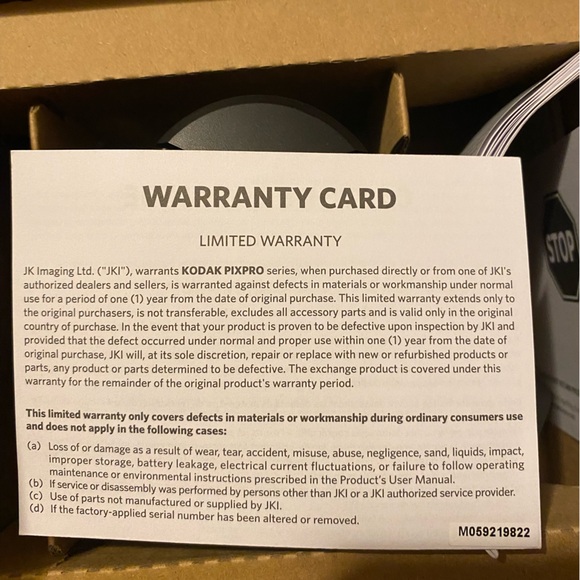 WARRANTY CARD
LIMITED WARRANTY
JK Imaging Ltd. ("JKI"), warrants KODAK PIXPRO series, when purchased directly or from one of JKI's
authorized dealers and sellers, is warranted against defects in materials or workmanship under normal
use for a period of one (1) year from the date of original purchase. This limited warranty extends only to
the original purchasers, is not transferable, excludes all accessory parts and is valid only in the original
country of purchase. In the event that your product is proven to be defective upon inspection by JKI and
provided that the defect occurred under normal and proper use within one (1) year from the date of
original purchase, JKI will, at its sole discretion, repair or replace with new or refurbished products or
parts, any product or parts determined to be defective. The exchange product is covered under this
warranty for the remainder of the original product's warranty period.
This limited warranty only covers defects in materials or workmanship during ordinary consumers use
and does not apply in the following cases:
(a) Loss of or damage as a result of wear, tear, accident, misuse, abuse, negligence, sand, liquids, impact,
improper storage, battery leakage, electrical current fluctuations, or failure to follow operating
maintenance or environmental instructions prescribed in the Product's User Manual.
(b) If service or disassembly was performed by persons other than JKI or a JKI authorized service provider.
(c) Use of parts not manufactured or supplied by JKI.
(d) If the factory-applied serial number has been altered or removed.
M059219822
STOP